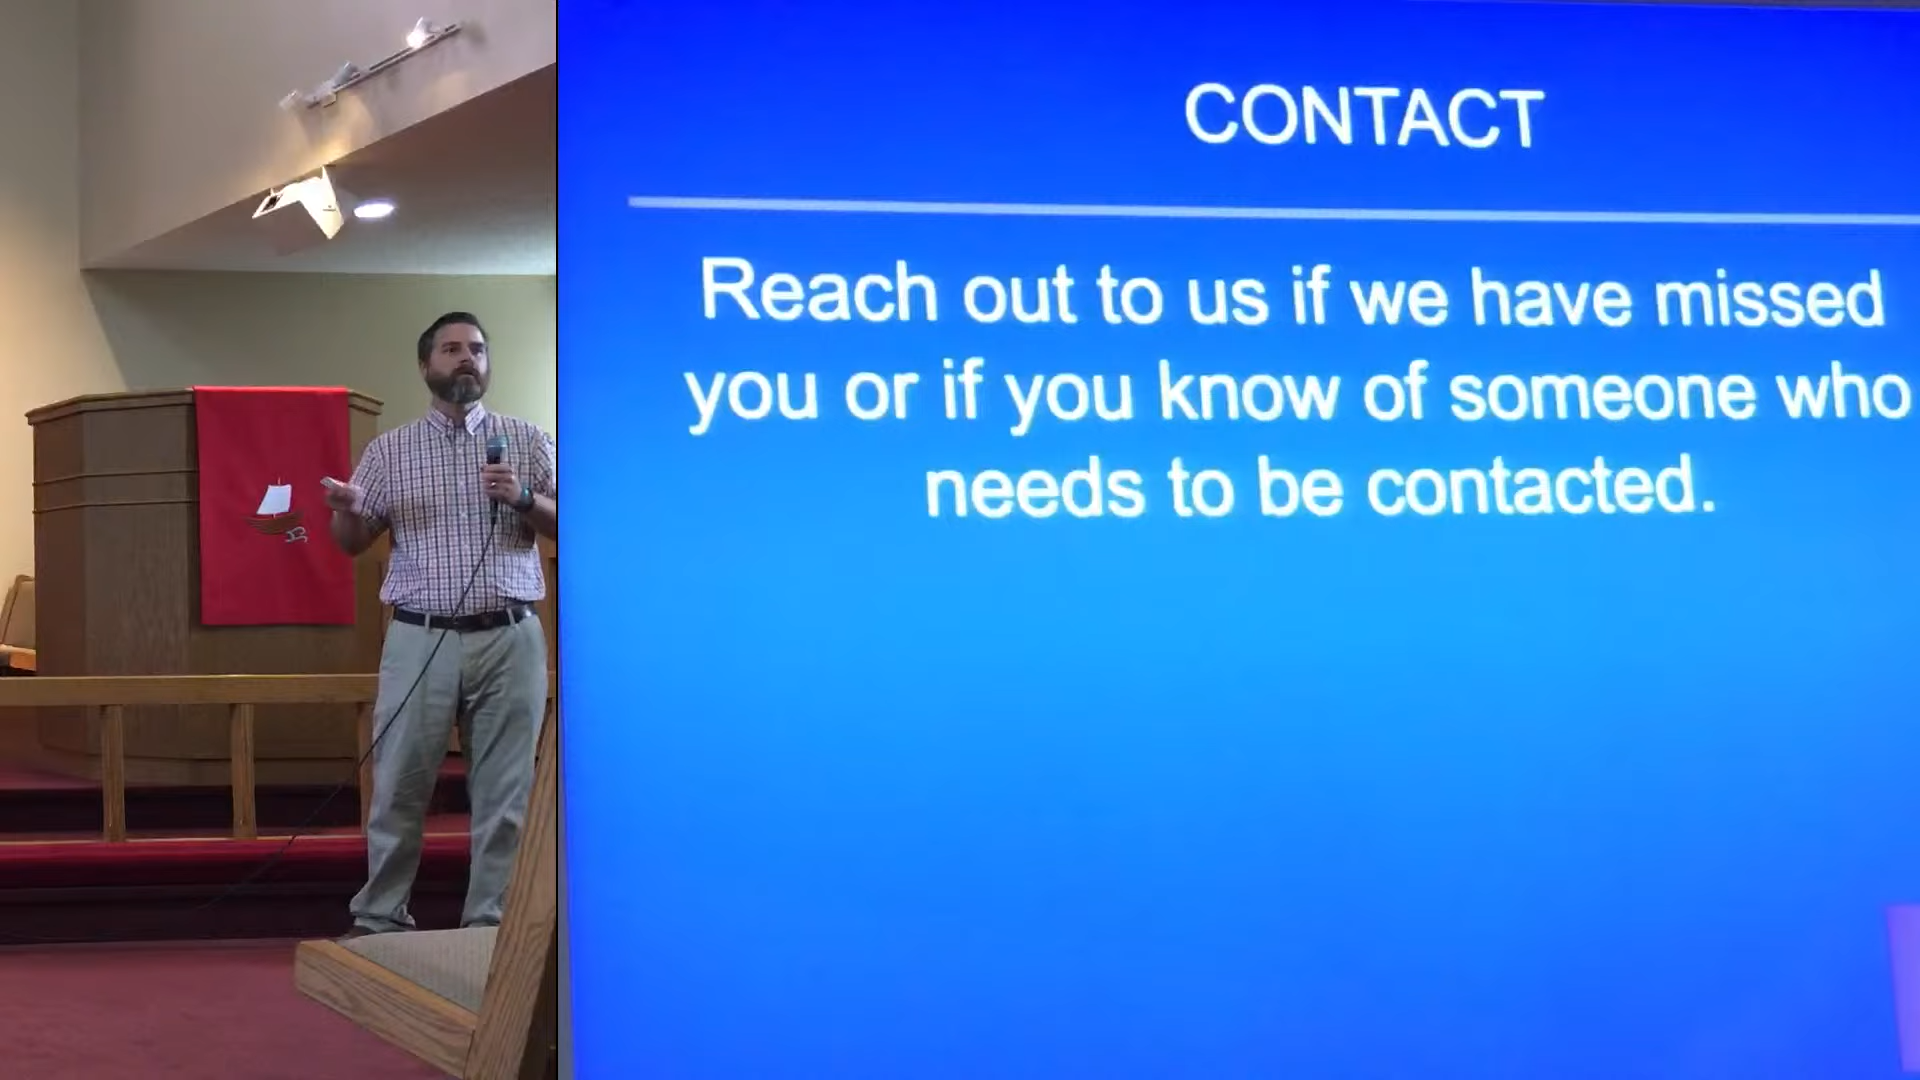 CONTACT
Reach out to us if we have missed
you or if you know of someone who
needs to be contacted.